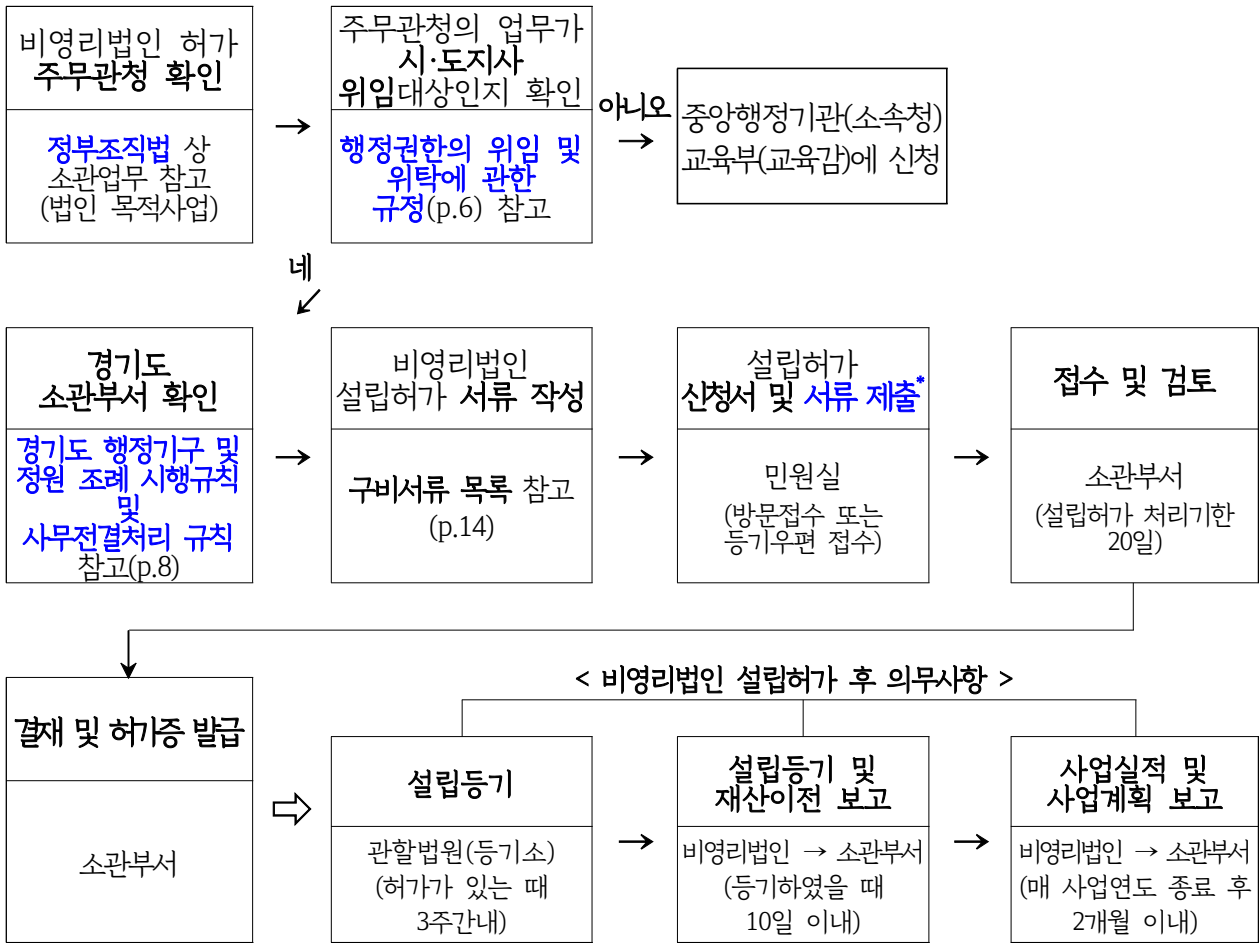 비영리법인 허가
주무관청 확인
정부조직법 상
소관업무 참고
(법인 목적사업)
→
주무관청의 업무가
시·도지사
위임대상인지 확인
행정권한의 위임 및
위탁에 관한
규정(p.6) 참고
아니오
→
중앙행정기관(소속청)
교육부(교육감)에 신청
네
↙
경기도
소관부서 확인
경기도 행정기구 및
정원 조례 시행규칙
및
사무전결처리 규칙
참고(p.8)
→
비영리법인
설립허가 서류 작성
구비서류 목록 참고
(p.14)
→
설립허가
신청서 및 서류 제출*
민원실
(방문접수 또는
등기우편 접수)
→
접수 및 검토
소관부서
(설립허가 처리기한
20일)
결재 및 허가증 발급
소관부서
⇨
< 비영리법인 설립허가 후 의무사항 >
설립등기
관할법원(등기소)
(허가가 있는 때
3주간내)
→
설립등기 및
재산이전 보고
비영리법인 → 소관부서
(등기하였을 때
10일 이내)
→
사업실적 및
사업계획 보고
비영리법인 → 소관부서
(매 사업연도 종료 후
2개월 이내)